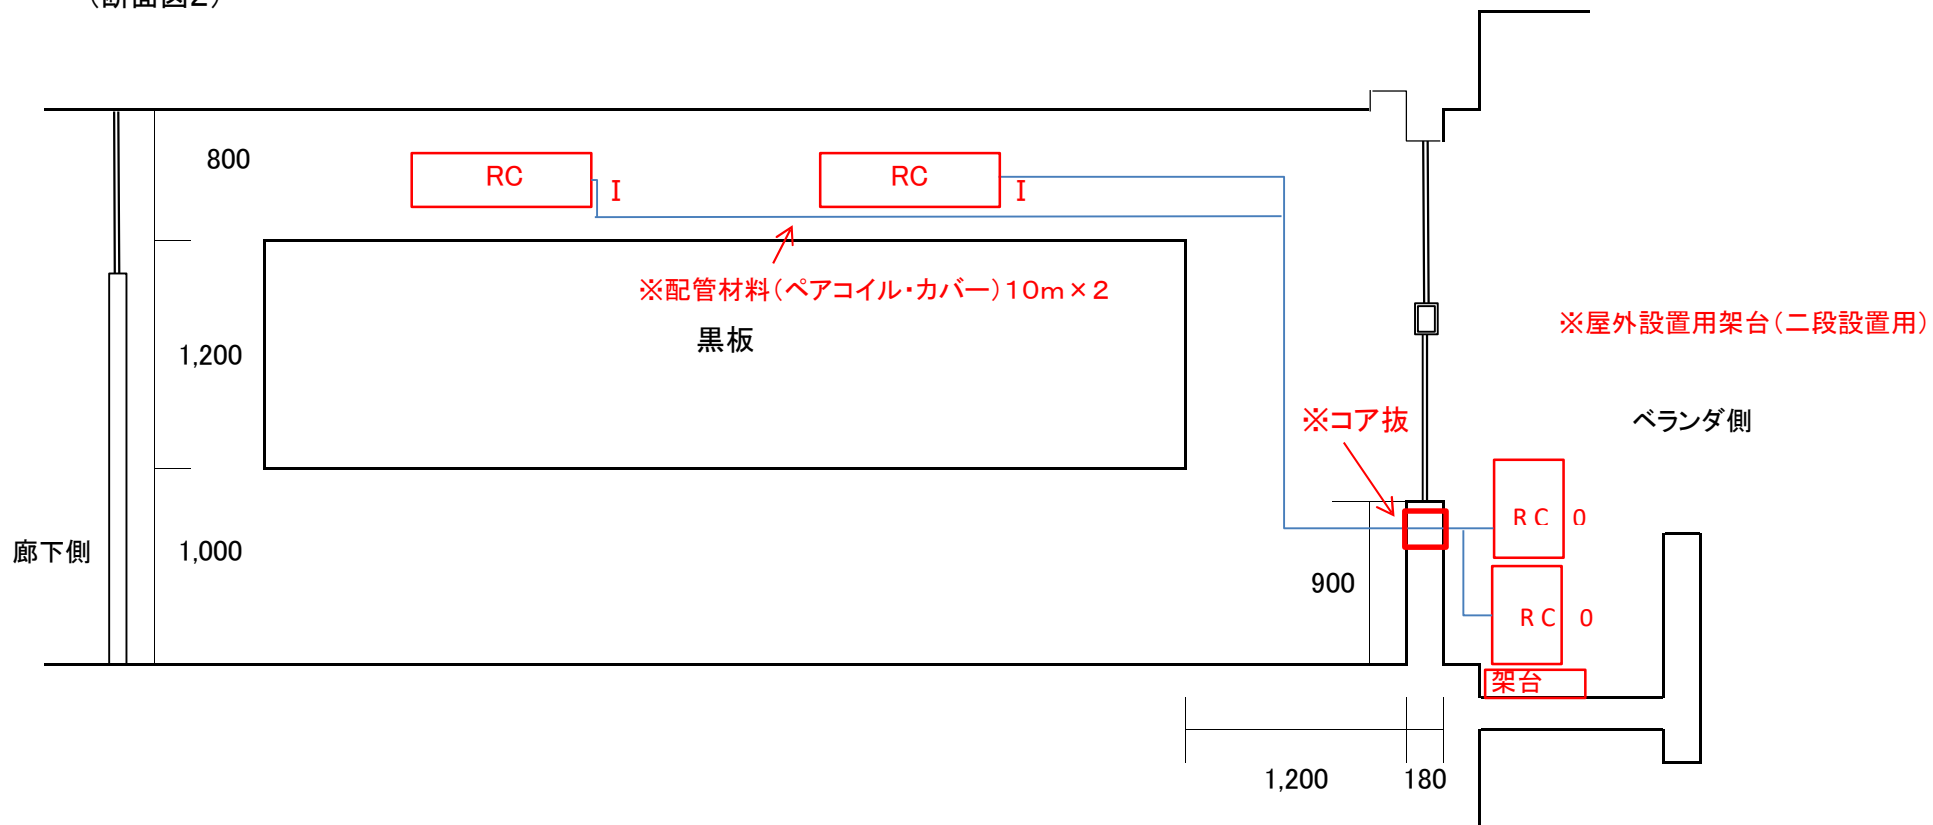 (断面図2)
800
RC
I
RC
I
※配管材料(ペアコイル・カバー)10m×2
黒板
1,200
※屋外設置用架台(二段設置用)
※コア抜
ベランダ側
廊下側
1,000
RC 0
900
RC 0
架台
1,200
180